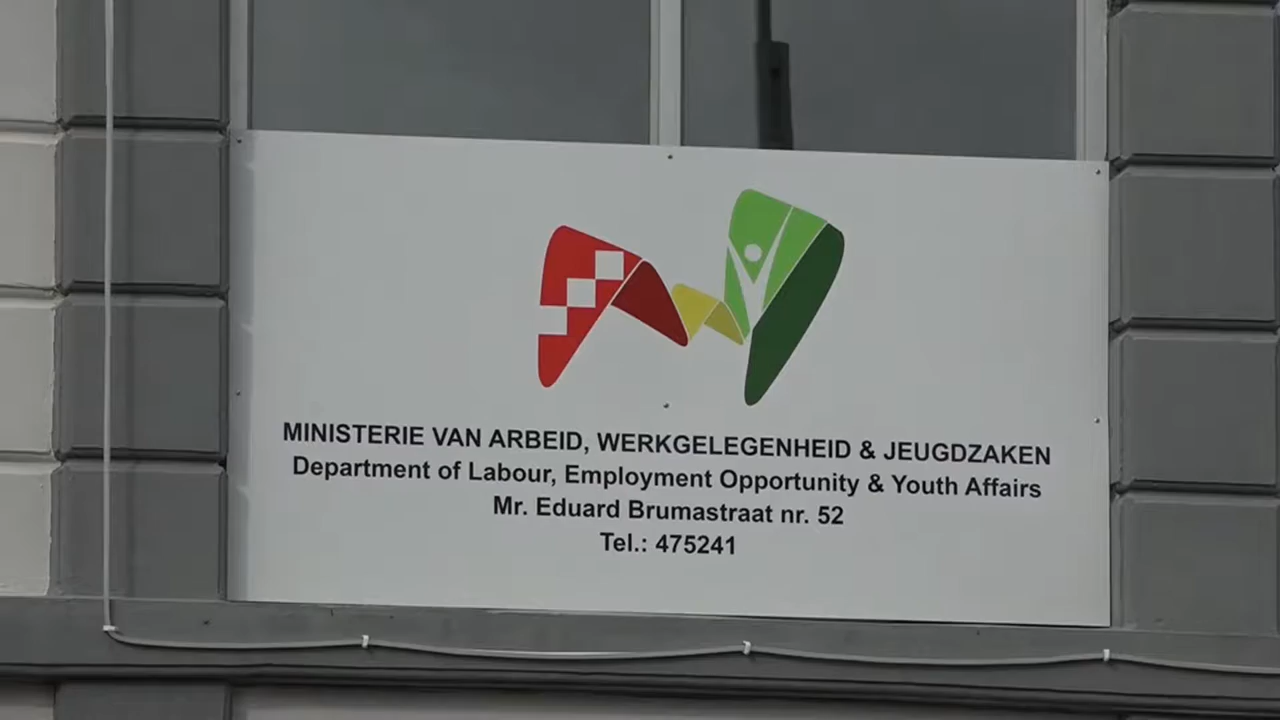 MINISTERIE VAN ARBEID, WERKGELEGENHEID & JEUGDZAKEN
Department of Labour, Employment Opportunity & Youth Affairs
Mr. Eduard Brumastraat nr. 52
Tel.: 475241